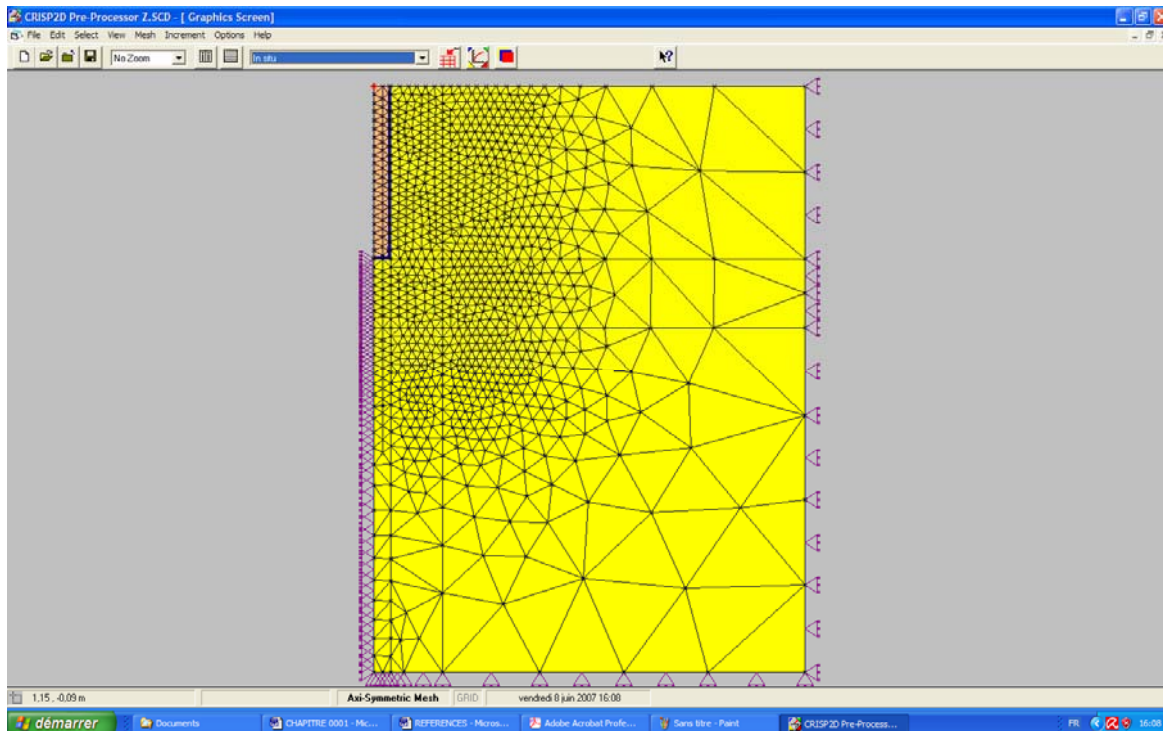 CRISP2D Pre-Processor Z.SCD - [ Graphics Screen]
File Edit Select View Mesh Increment Options Help
No Zoom In situ
1.15 , -0.09 m Axi-Symmetric Mesh GRID vendredi 8 juin 2007 16:08
démarrer Documents CHAPITRE 0001 - Mic... REFERENCES - Micros... Adobe Acrobat Profe... Sans titre - Paint CRISP2D Pre-Process... FR 16:08